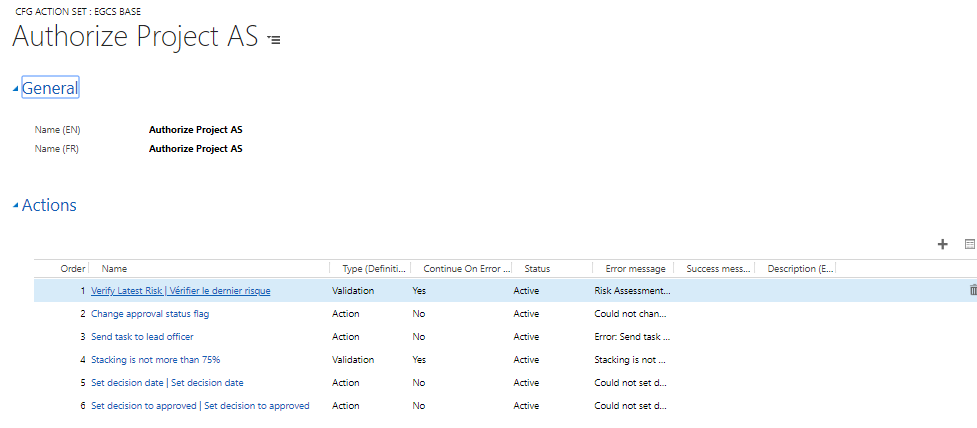 CFG ACTION SET : EGCS BASE
Authorize Project AS
General
Name (EN) Authorize Project AS
Name (FR) Authorize Project AS
Actions
Order Name Type (Definiti... Continue On Error ... Status Error message Success mess... Description (E...
1 Verify Latest Risk | Vérifier le dernier risque Validation Yes Active Risk Assessment...
2 Change approval status flag Action No Active Could not chan...
3 Send task to lead officer Action No Active Error: Send task ...
4 Stacking is not more than 75% Validation Yes Active Stacking is not ...
5 Set decision date | Set decision date Action No Active Could not set d...
6 Set decision to approved | Set decision to approved Action No Active Could not set d...